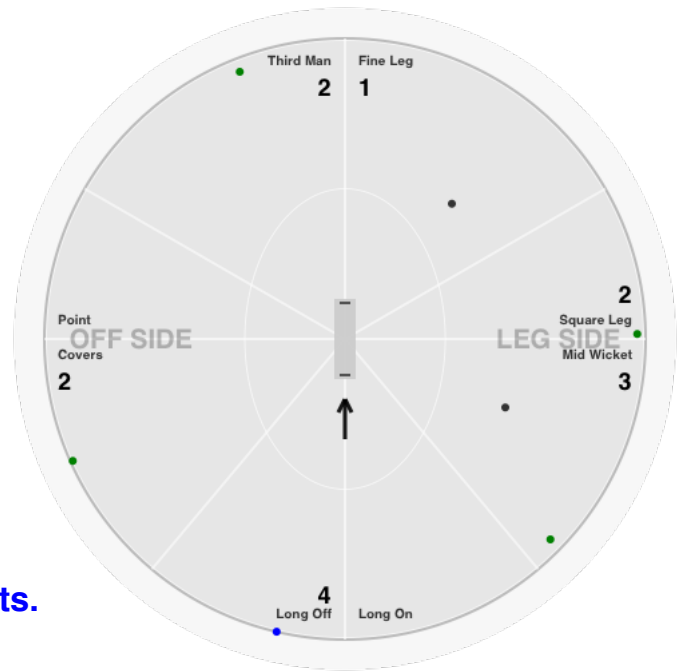 Third Man
Fine Leg
2
1
2
Point
Square Leg
OFF SIDE
LEG SIDE
Covers
Mid Wicket
2
3
ts.
4
Long Off
Long On